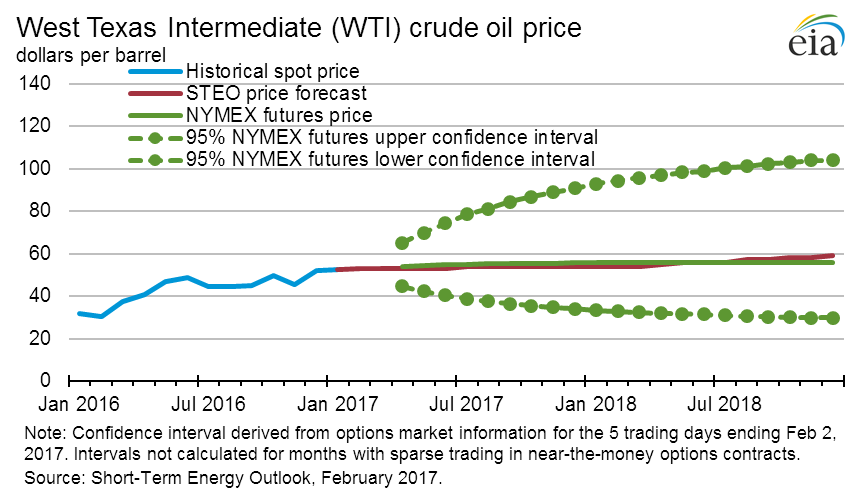 West Texas Intermediate (WTI) crude oil price
dollars per barrel
eia
Historical spot price
STEO price forecast
NYMEX futures price
95% NYMEX futures upper confidence interval
95% NYMEX futures lower confidence interval
140
120
100
80
60
40
20
0
Jan 2016
Jul 2016
Jan 2017
Jul 2017
Jan 2018
Jul 2018
Note: Confidence interval derived from options market information for the 5 trading days ending Feb 2,
2017. Intervals not calculated for months with sparse trading in near-the-money options contracts.
Source: Short-Term Energy Outlook, February 2017.